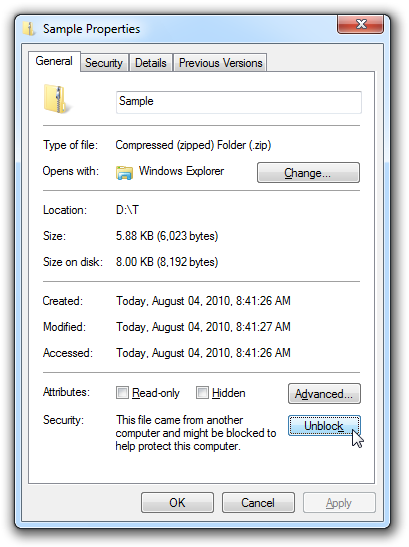 Sample Properties
General Security Details Previous Versions
Sample
Type of file: Compressed (zipped) Folder (.zip)
Opens with: Windows Explorer Change...
Location: D:\T
Size: 5.88 KB (6,023 bytes)
Size on disk: 8.00 KB (8,192 bytes)
Created: Today, August 04, 2010, 8:41:26 AM
Modified: Today, August 04, 2010, 8:41:27 AM
Accessed: Today, August 04, 2010, 8:41:26 AM
Attributes: Read-only Hidden Advanced...
Security: This file came from another Unblock
computer and might be blocked to
help protect this computer.
OK Cancel Apply